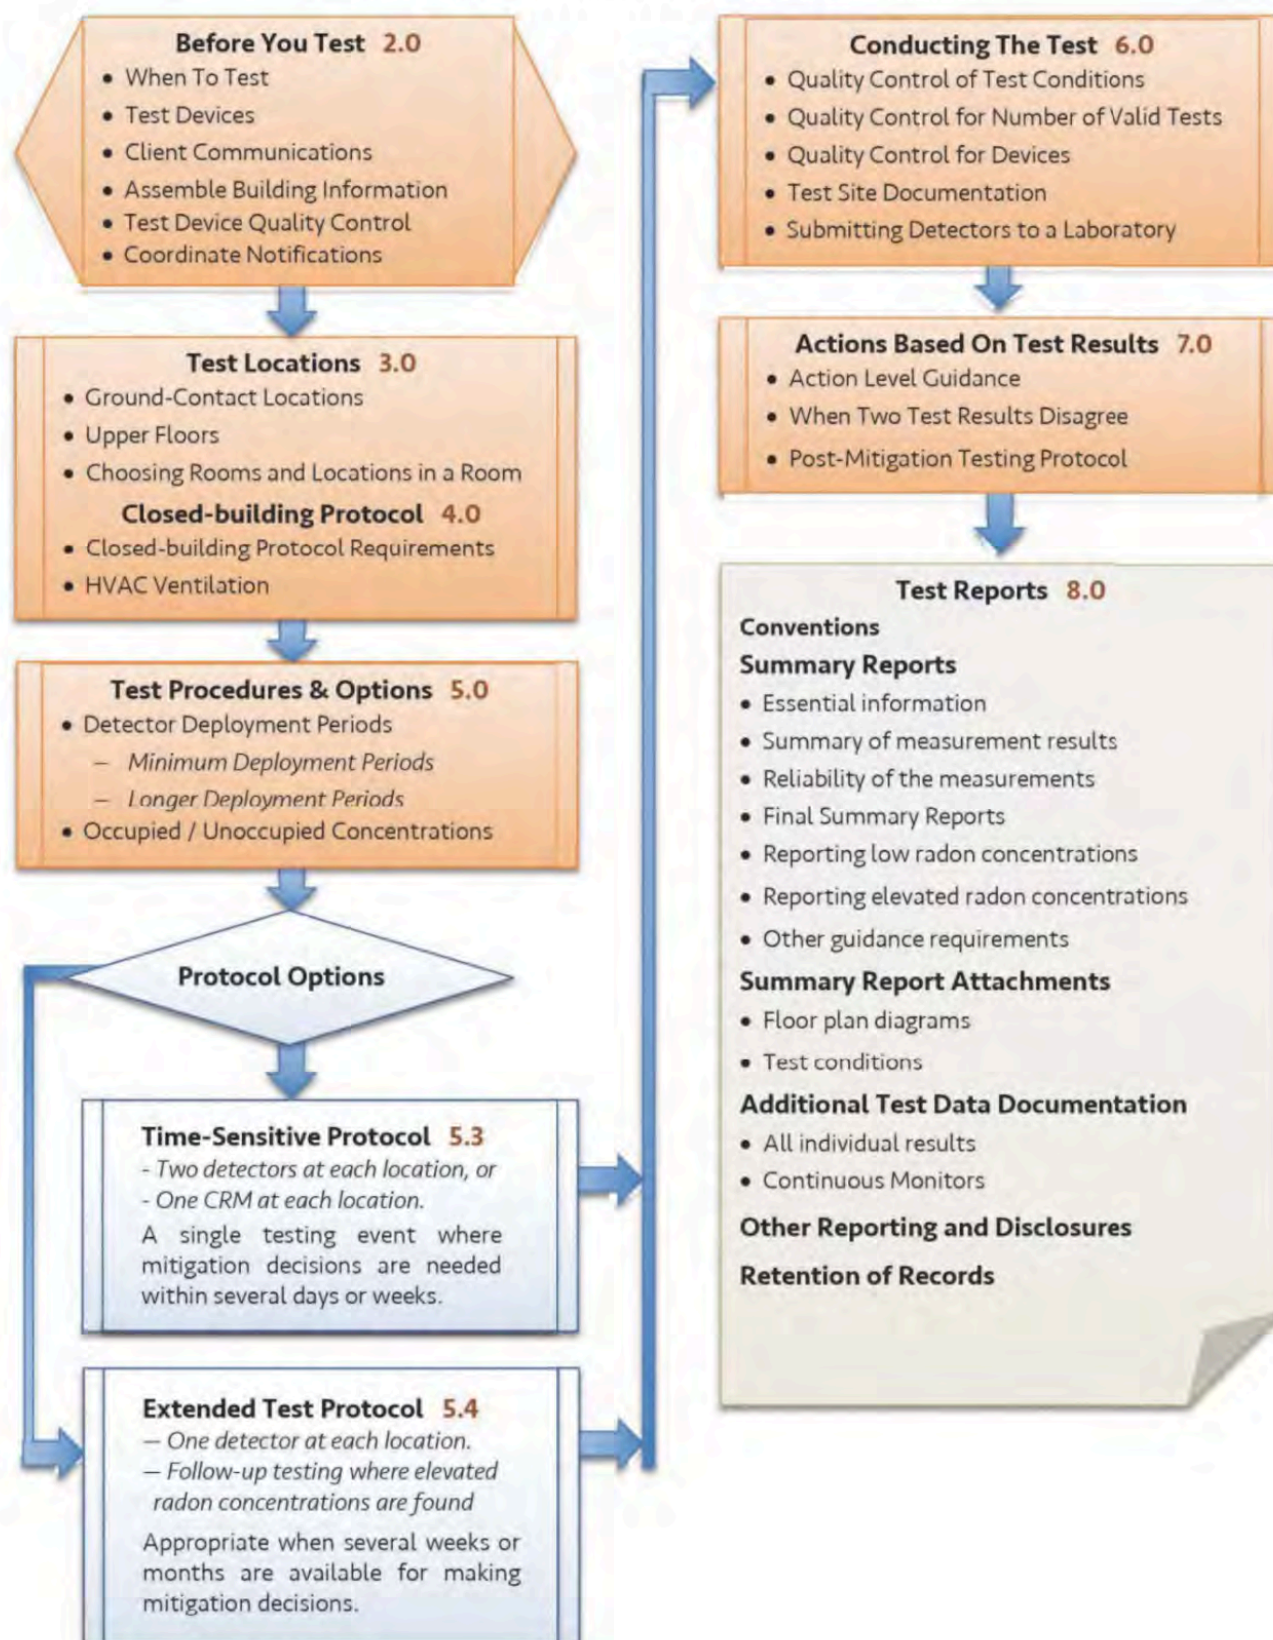 Before You Test 2.0
• When To Test
• Test Devices
• Client Communications
• Assemble Building Information
• Test Device Quality Control
• Coordinate Notifications
Test Locations 3.0
• Ground-Contact Locations
• Upper Floors
• Choosing Rooms and Locations in a Room
Closed-building Protocol 4.0
• Closed-building Protocol Requirements
• HVAC Ventilation
Test Procedures & Options 5.0
• Detector Deployment Periods
– Minimum Deployment Periods
– Longer Deployment Periods
• Occupied / Unoccupied Concentrations
Protocol Options
Time-Sensitive Protocol 5.3
- Two detectors at each location, or
- One CRM at each location.
A single testing event where
mitigation decisions are needed
within several days or weeks.
Extended Test Protocol 5.4
– One detector at each location.
– Follow-up testing where elevated
radon concentrations are found
Appropriate when several weeks or
months are available for making
mitigation decisions.
Conducting The Test 6.0
• Quality Control of Test Conditions
• Quality Control for Number of Valid Tests
• Quality Control for Devices
• Test Site Documentation
• Submitting Detectors to a Laboratory
Actions Based On Test Results 7.0
• Action Level Guidance
• When Two Test Results Disagree
• Post-Mitigation Testing Protocol
Test Reports 8.0
Conventions
Summary Reports
• Essential information
• Summary of measurement results
• Reliability of the measurements
• Final Summary Reports
• Reporting low radon concentrations
• Reporting elevated radon concentrations
• Other guidance requirements
Summary Report Attachments
• Floor plan diagrams
• Test conditions
Additional Test Data Documentation
• All individual results
• Continuous Monitors
Other Reporting and Disclosures
Retention of Records